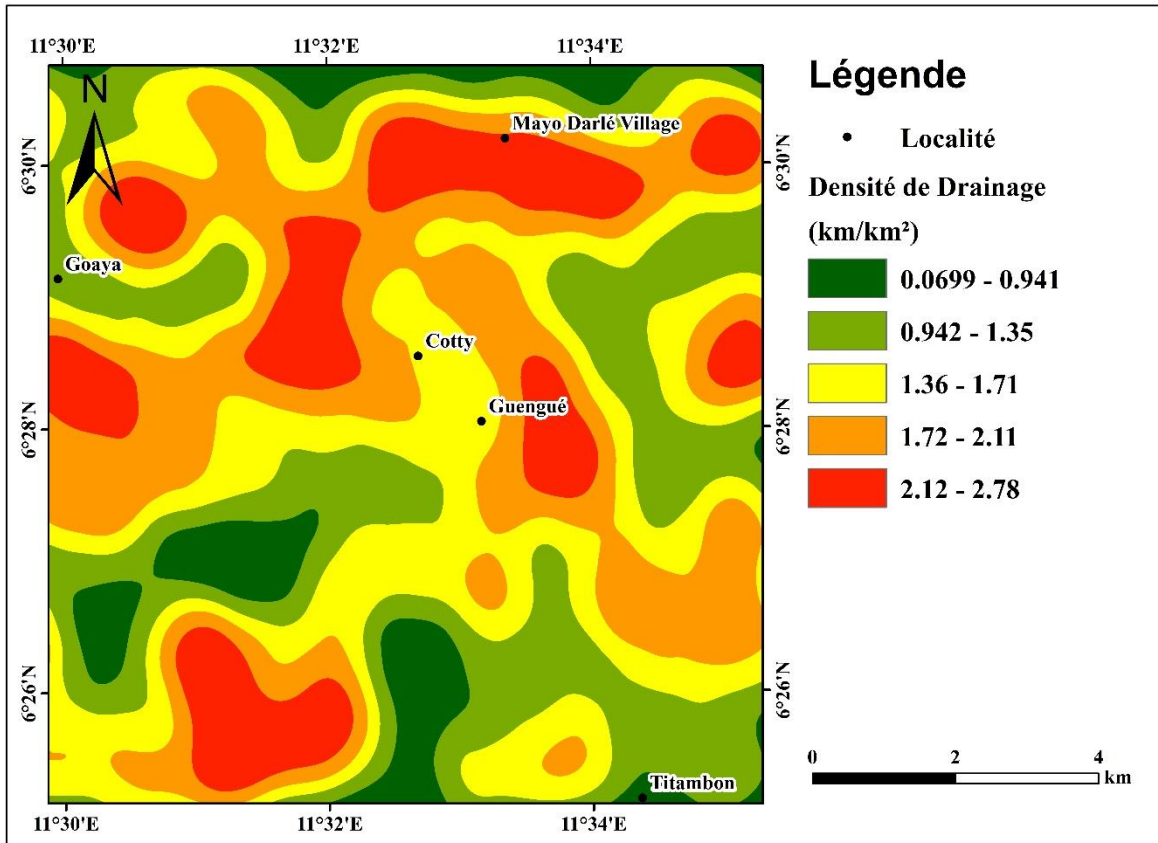 11°30'E 11°32'E 11°34'E
N
6°30'N 6°30'N
6°28'N 6°28'N
6°26'N 6°26'N
Mayo Darlé Village
Goaya
Cotty
Guengué
Titambon
11°30'E 11°32'E 11°34'E
Légende
Localité
Densité de Drainage
(km/km²)
0.0699 - 0.941
0.942 - 1.35
1.36 - 1.71
1.72 - 2.11
2.12 - 2.78
0 2 4
km